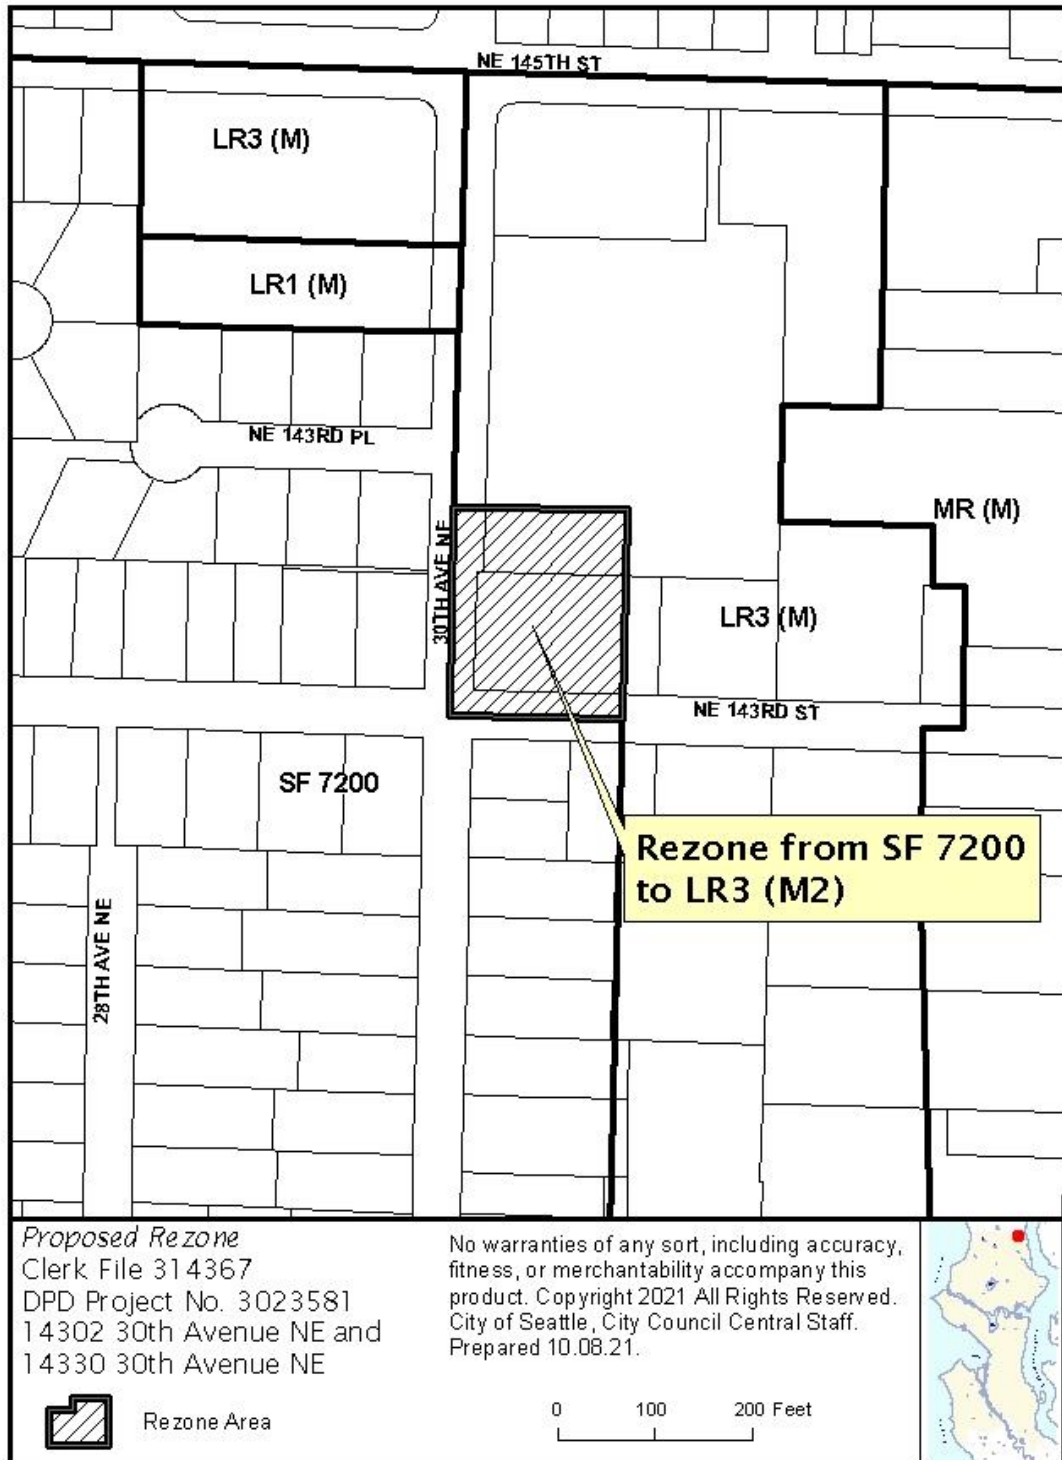 NE 145TH ST
LR3 (M)
LR1 (M)
NE 143RD PL
30TH AVE NE
MR (M)
LR3 (M)
NE 143RD ST
SF 7200
Rezone from SF 7200
to LR3 (M2)
28TH AVE NE
Proposed Rezone
Clerk File 314367
DPD Project No. 3023581
14302 30th Avenue NE and
14330 30th Avenue NE
Rezone Area
No warranties of any sort, including accuracy,
fitness, or merchantability accompany this
product. Copyright 2021 All Rights Reserved.
City of Seattle, City Council Central Staff.
Prepared 10.08.21.
0 100 200 Feet